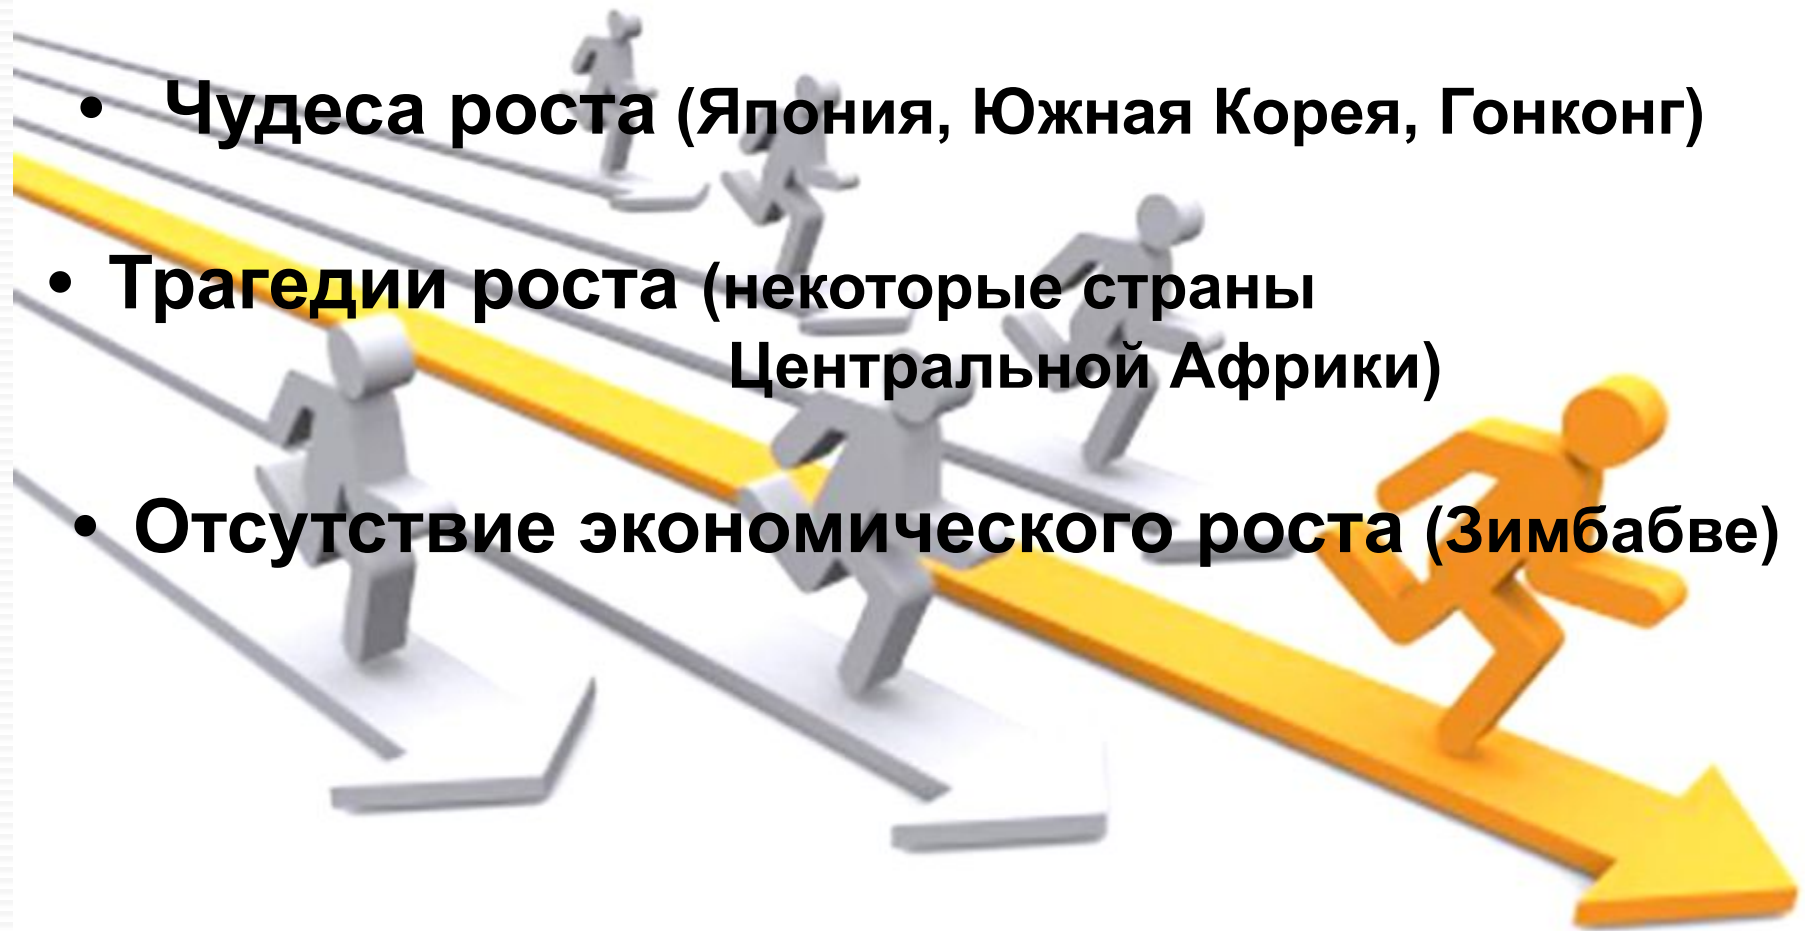 • Чудеса роста (Япония, Южная Корея, Гонконг)
• Трагедии роста (некоторые страны
Центральной Африки)
• Отсутствие экономического роста (Зимбабве)